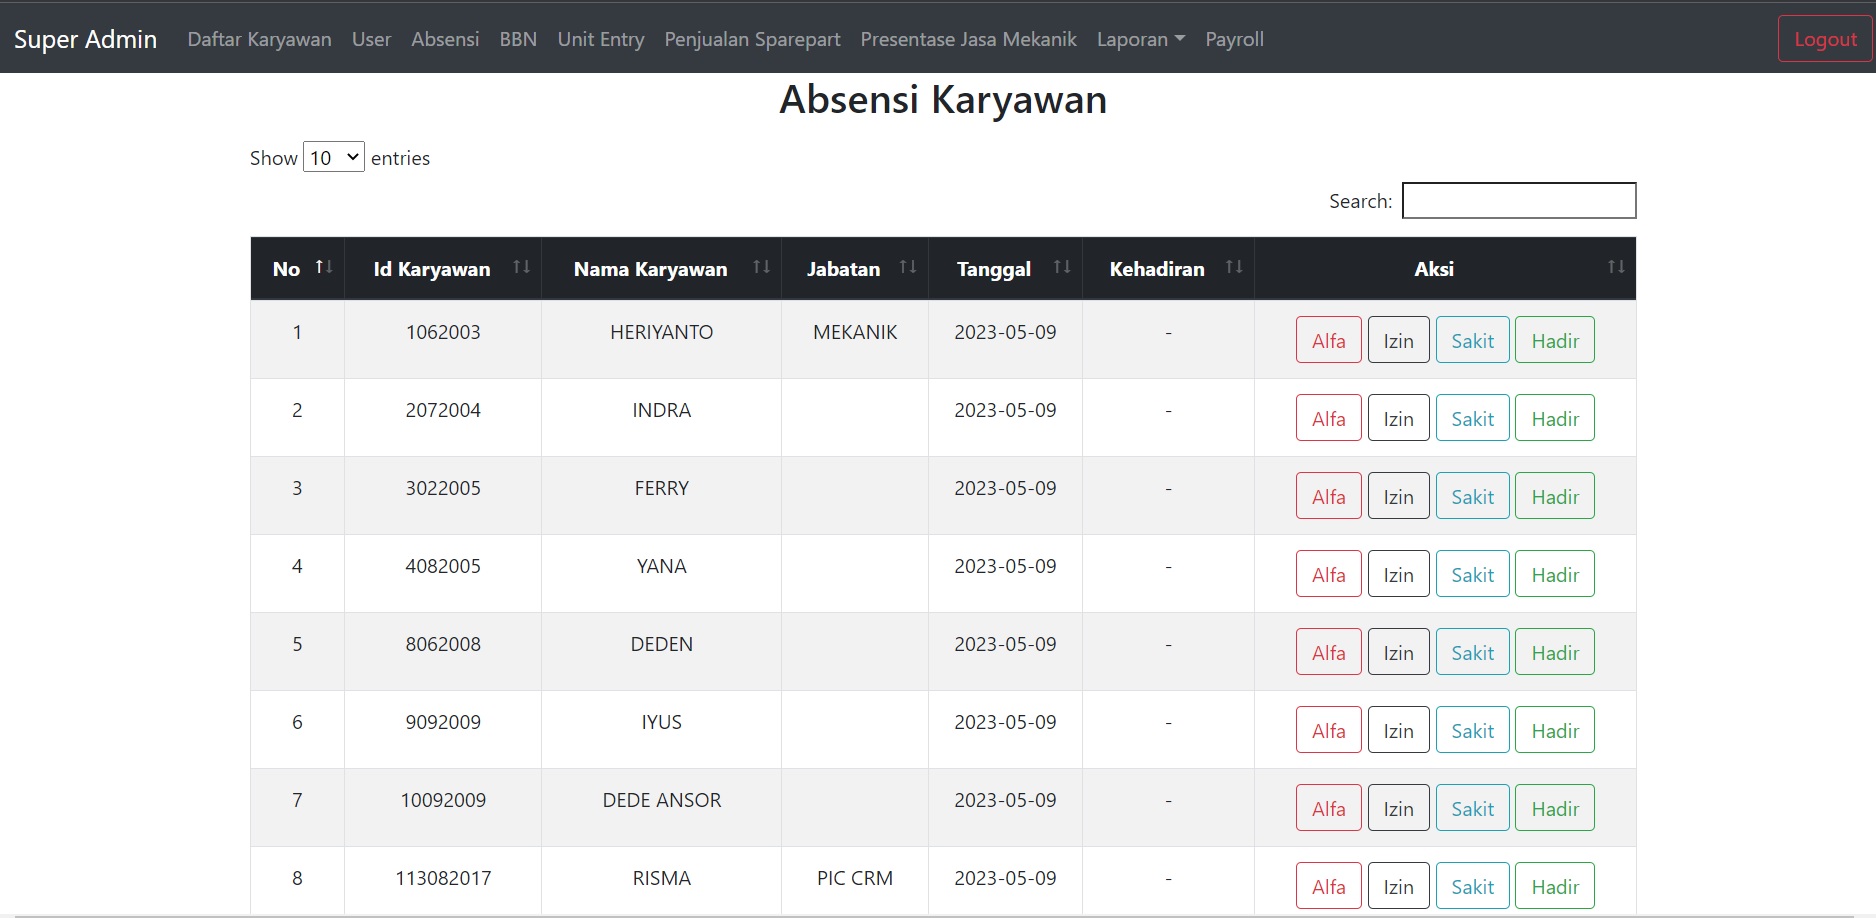 Super Admin Daftar Karyawan User Absensi BBN Unit Entry Penjualan Sparepart Presentase Jasa Mekanik Laporan Payroll Logout
Absensi Karyawan
Show 10 entries
Search:
No Id Karyawan Nama Karyawan Jabatan Tanggal Kehadiran Aksi
1 1062003 HERIYANTO MEKANIK 2023-05-09 - Alfa Izin Sakit Hadir
2 2072004 INDRA 2023-05-09 - Alfa Izin Sakit Hadir
3 3022005 FERRY 2023-05-09 - Alfa Izin Sakit Hadir
4 4082005 YANA 2023-05-09 - Alfa Izin Sakit Hadir
5 8062008 DEDEN 2023-05-09 - Alfa Izin Sakit Hadir
6 9092009 IYUS 2023-05-09 - Alfa Izin Sakit Hadir
7 10092009 DEDE ANSOR 2023-05-09 - Alfa Izin Sakit Hadir
8 113082017 RISMA PIC CRM 2023-05-09 - Alfa Izin Sakit Hadir